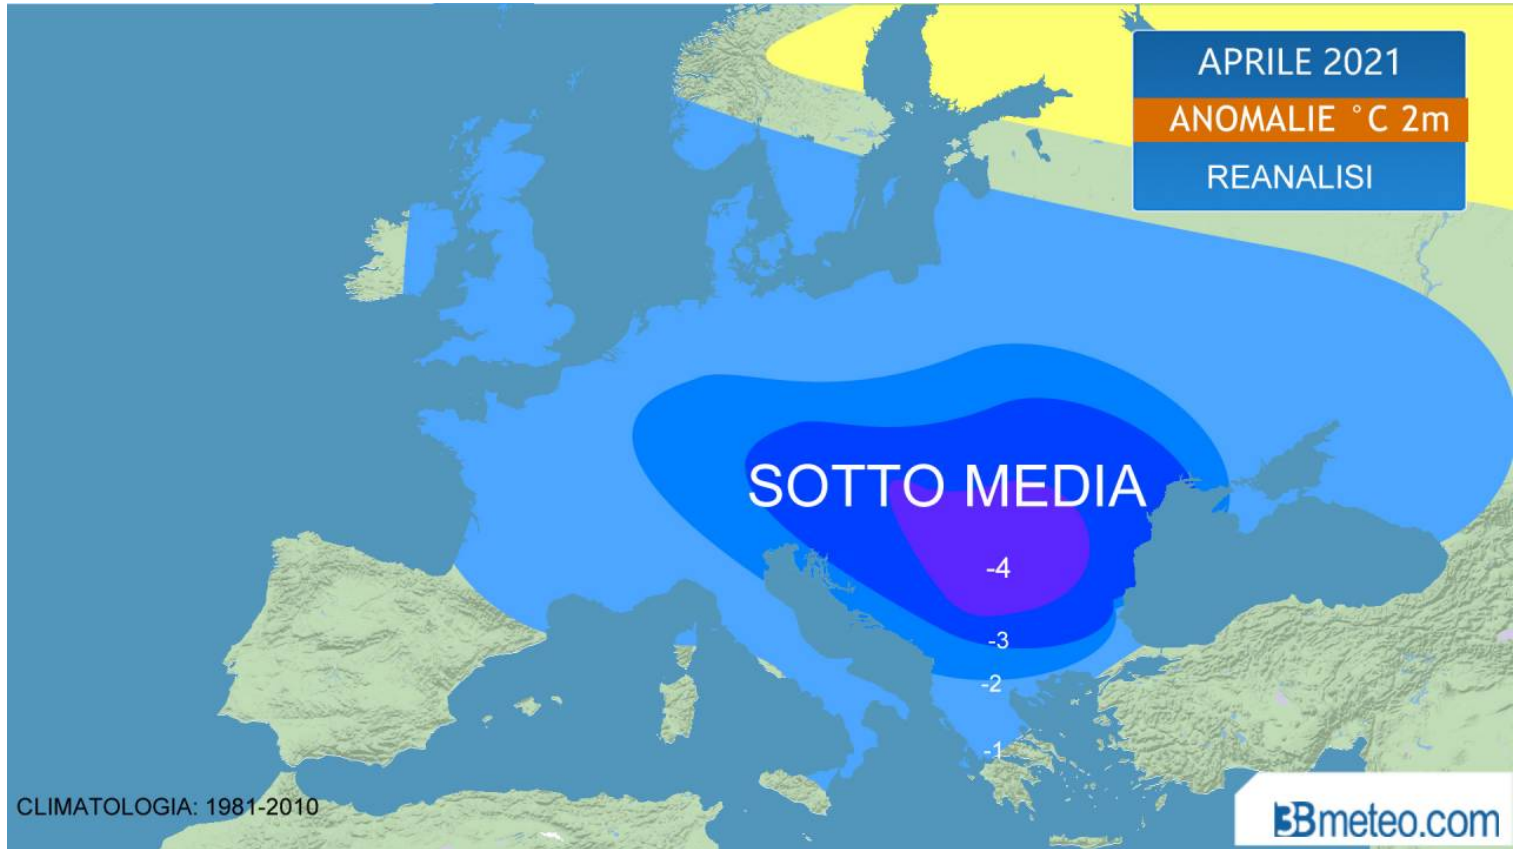 APRILE 2021
ANOMALIE °C 2m
REANALISI
SOTTO MEDIA
-4
-3
-2
-1
CLIMATOLOGIA: 1981-2010
3Bmeteo.com